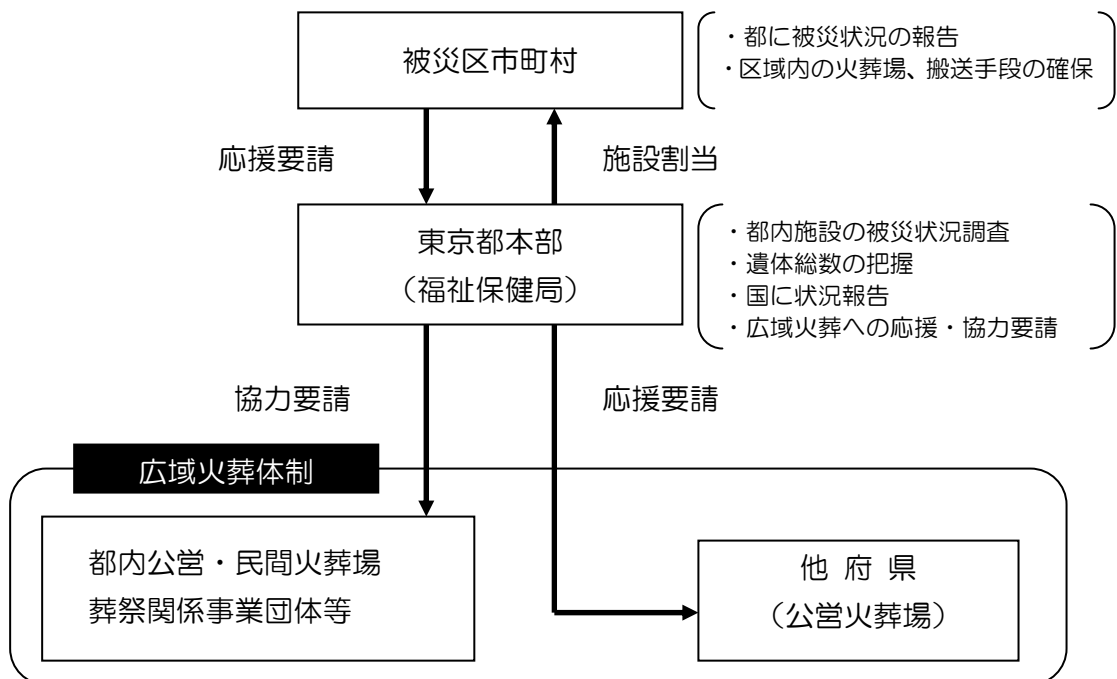 被災区市町村
・都に被災状況の報告
・区域内の火葬場、搬送手段の確保
応援要請
施設割当
東京都本部
（福祉保健局）
・都内施設の被災状況調査
・遺体総数の把握
・国に状況報告
・広域火葬への応援・協力要請
協力要請
応援要請
広域火葬体制
都内公営・民間火葬場
葬祭関係事業団体等
他 府 県
（公営火葬場）